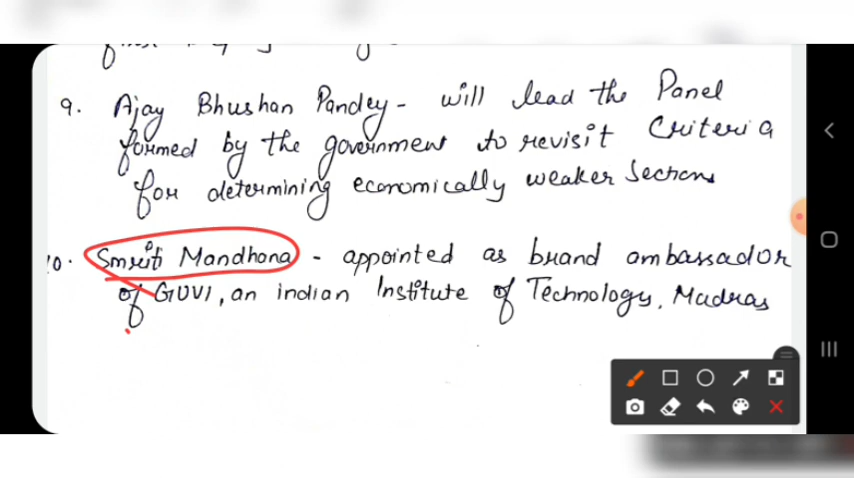 9. Ajay Bhushan Pandey - will lead the Panel
formed by the government to revisit Criteria
for determining economically weaker Sections
10. Smriti Mandhana - appointed as brand ambassador
of GUVI, an indian Institute of Technology, Madras